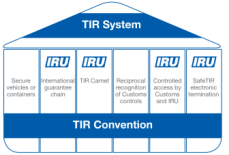 TIR System
IRU IRU IRU IRU
Secure
vehicles or
containers
International
guarantee
chain
TIR Carnet
Reciprocal
recognition
of Customs
controls
Controlled
access by
Customs
and IRU
SafeTIR
electronic
termination
TIR Convention